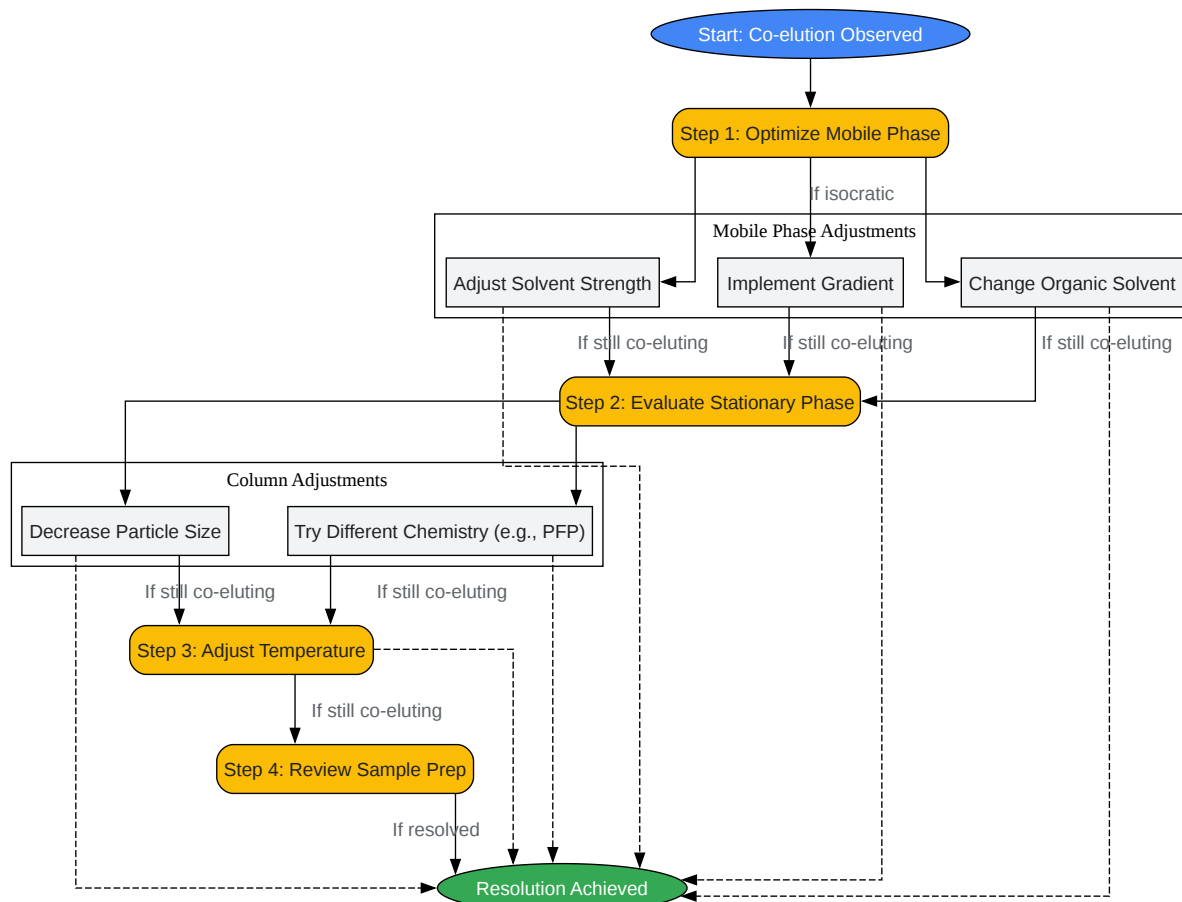 Start: Co-elution Observed
Step 1: Optimize Mobile Phase
If isocratic
Mobile Phase Adjustments
Adjust Solvent Strength
Implement Gradient
Change Organic Solvent
If still co-eluting
If still co-eluting
If still co-eluting
Step 2: Evaluate Stationary Phase
Column Adjustments
Decrease Particle Size
Try Different Chemistry (e.g., PFP)
If still co-eluting
If still co-eluting
Step 3: Adjust Temperature
If still co-eluting
Step 4: Review Sample Prep
If resolved
Resolution Achieved